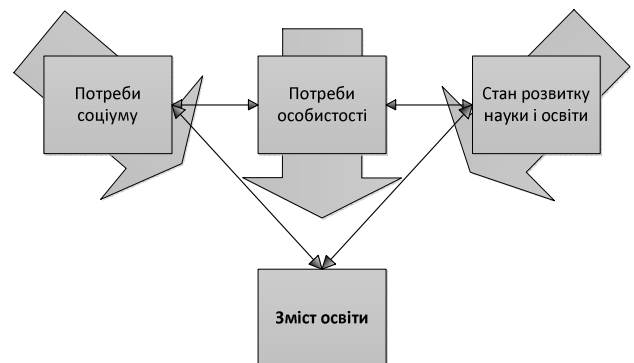 Потреби
соціуму
Потреби
особистості
Стан розвитку
науки і освіти
Зміст освіти